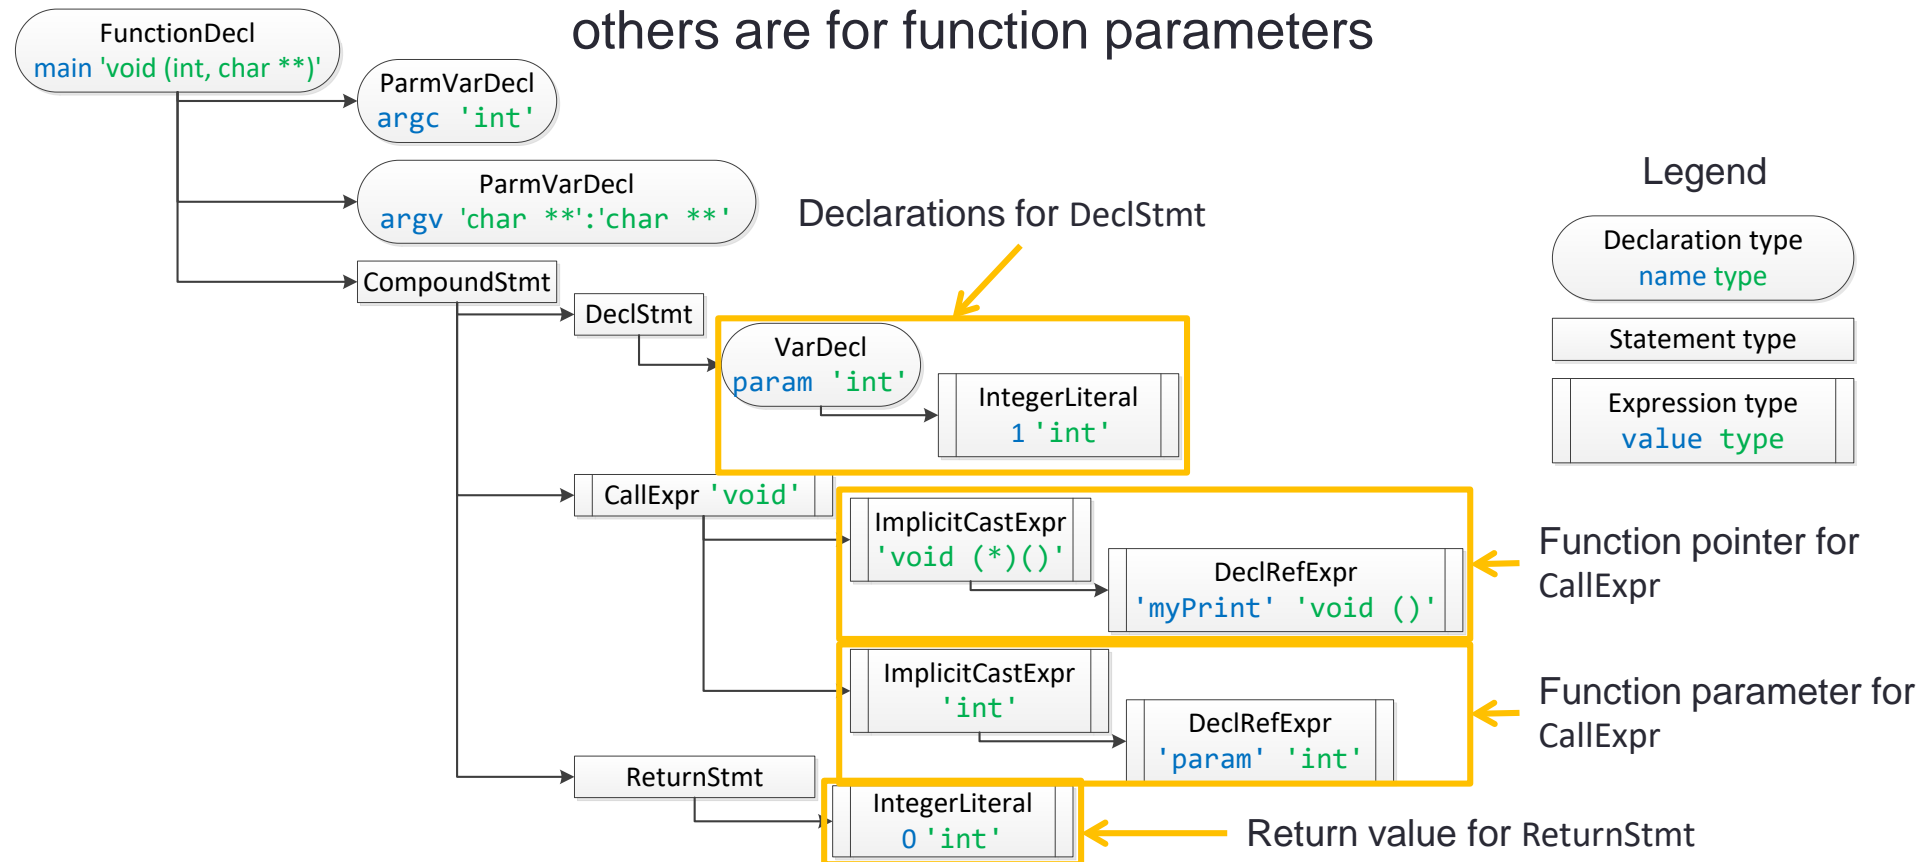 others are for function parameters
FunctionDecl
main 'void (int, char **)'
ParmVarDecl
argc 'int'
ParmVarDecl
argv 'char **':'char **'
Declarations for DeclStmt
CompoundStmt
DeclStmt
VarDecl
param 'int'
IntegerLiteral
1 'int'
CallExpr 'void'
ImplicitCastExpr
'void (*)()'
DeclRefExpr
'myPrint' 'void ()'
Function pointer for
CallExpr
ImplicitCastExpr
'int'
DeclRefExpr
'param' 'int'
Function parameter for
CallExpr
ReturnStmt
IntegerLiteral
0 'int'
Return value for ReturnStmt
Legend
Declaration type
name type
Statement type
Expression type
value type